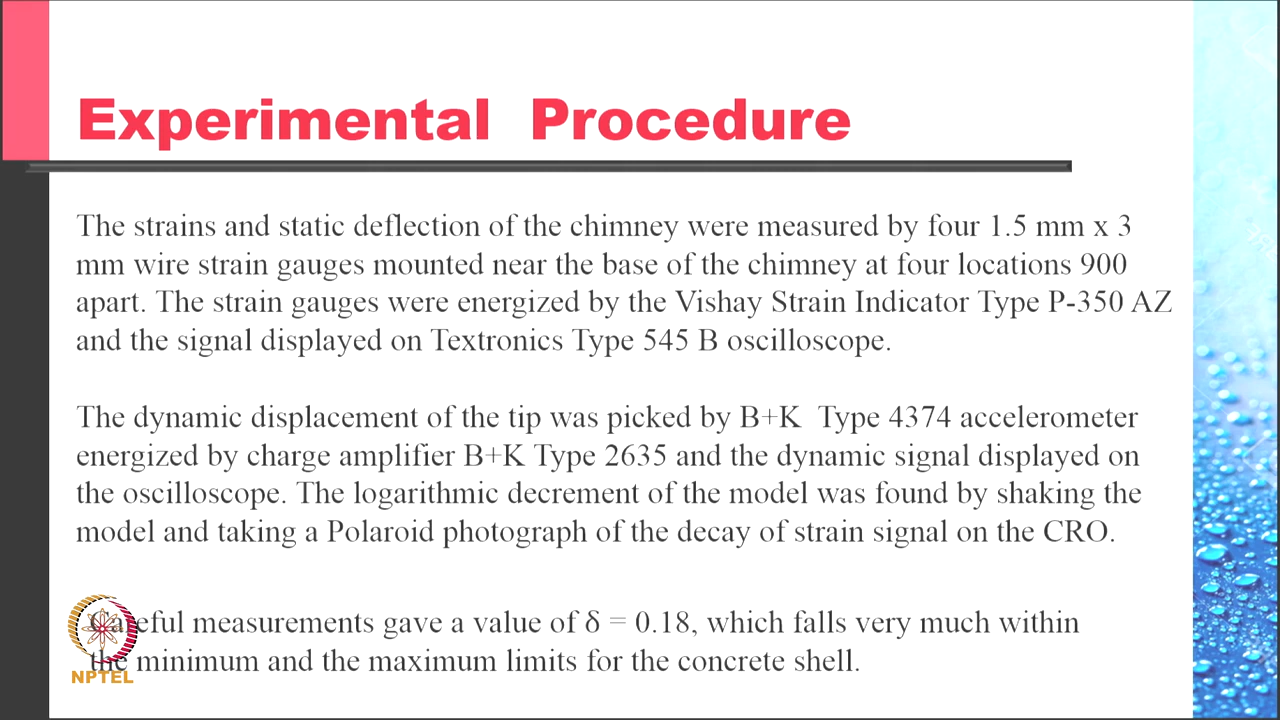 Experimental Procedure
The strains and static deflection of the chimney were measured by four 1.5 mm x 3
mm wire strain gauges mounted near the base of the chimney at four locations 900
apart. The strain gauges were energized by the Vishay Strain Indicator Type P-350 AZ
and the signal displayed on Textronics Type 545 B oscilloscope.
The dynamic displacement of the tip was picked by B+K Type 4374 accelerometer
energized by charge amplifier B+K Type 2635 and the dynamic signal displayed on
the oscilloscope. The logarithmic decrement of the model was found by shaking the
model and taking a Polaroid photograph of the decay of strain signal on the CRO.
Careful measurements gave a value of δ = 0.18, which falls very much within
the minimum and the maximum limits for the concrete shell.
NPTEL